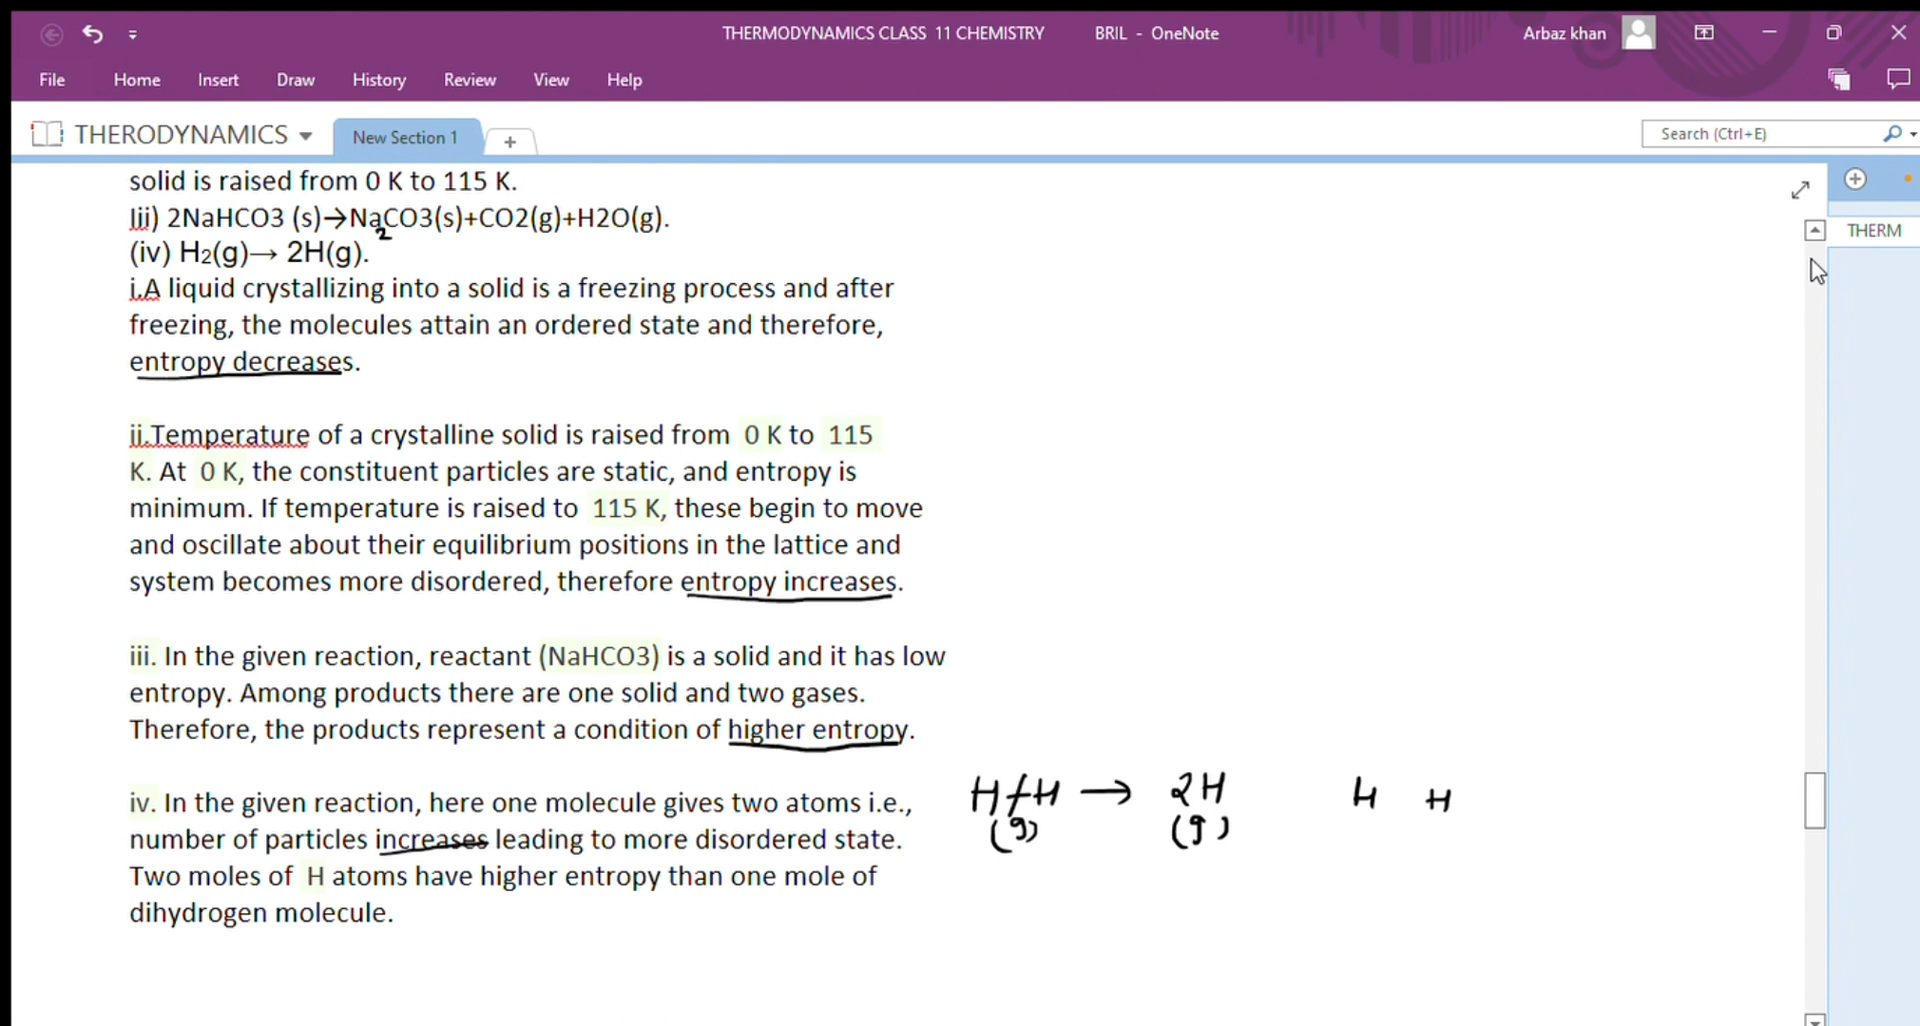 THERMODYNAMICS CLASS 11 CHEMISTRY BRIL - OneNote
Arbaz khan
File Home Insert Draw History Review View Help
THERODYNAMICS
New Section 1
+
Search (Ctrl+E)
THERM
solid is raised from 0 K to 115 K.
Iii) 2NaHCO3 (s)→NaCO3(s)+CO2(g)+H2O(g).
2
(iv) H2(g)→ 2H(g).
i.A liquid crystallizing into a solid is a freezing process and after
freezing, the molecules attain an ordered state and therefore,
entropy decreases.
ii.Temperature of a crystalline solid is raised from 0 K to 115
K. At 0 K, the constituent particles are static, and entropy is
minimum. If temperature is raised to 115 K, these begin to move
and oscillate about their equilibrium positions in the lattice and
system becomes more disordered, therefore entropy increases.
iii. In the given reaction, reactant (NaHCO3) is a solid and it has low
entropy. Among products there are one solid and two gases.
Therefore, the products represent a condition of higher entropy.
iv. In the given reaction, here one molecule gives two atoms i.e.,
number of particles increases leading to more disordered state.
Two moles of H atoms have higher entropy than one mole of
dihydrogen molecule.
H-H → 2H H H
(g) (g)